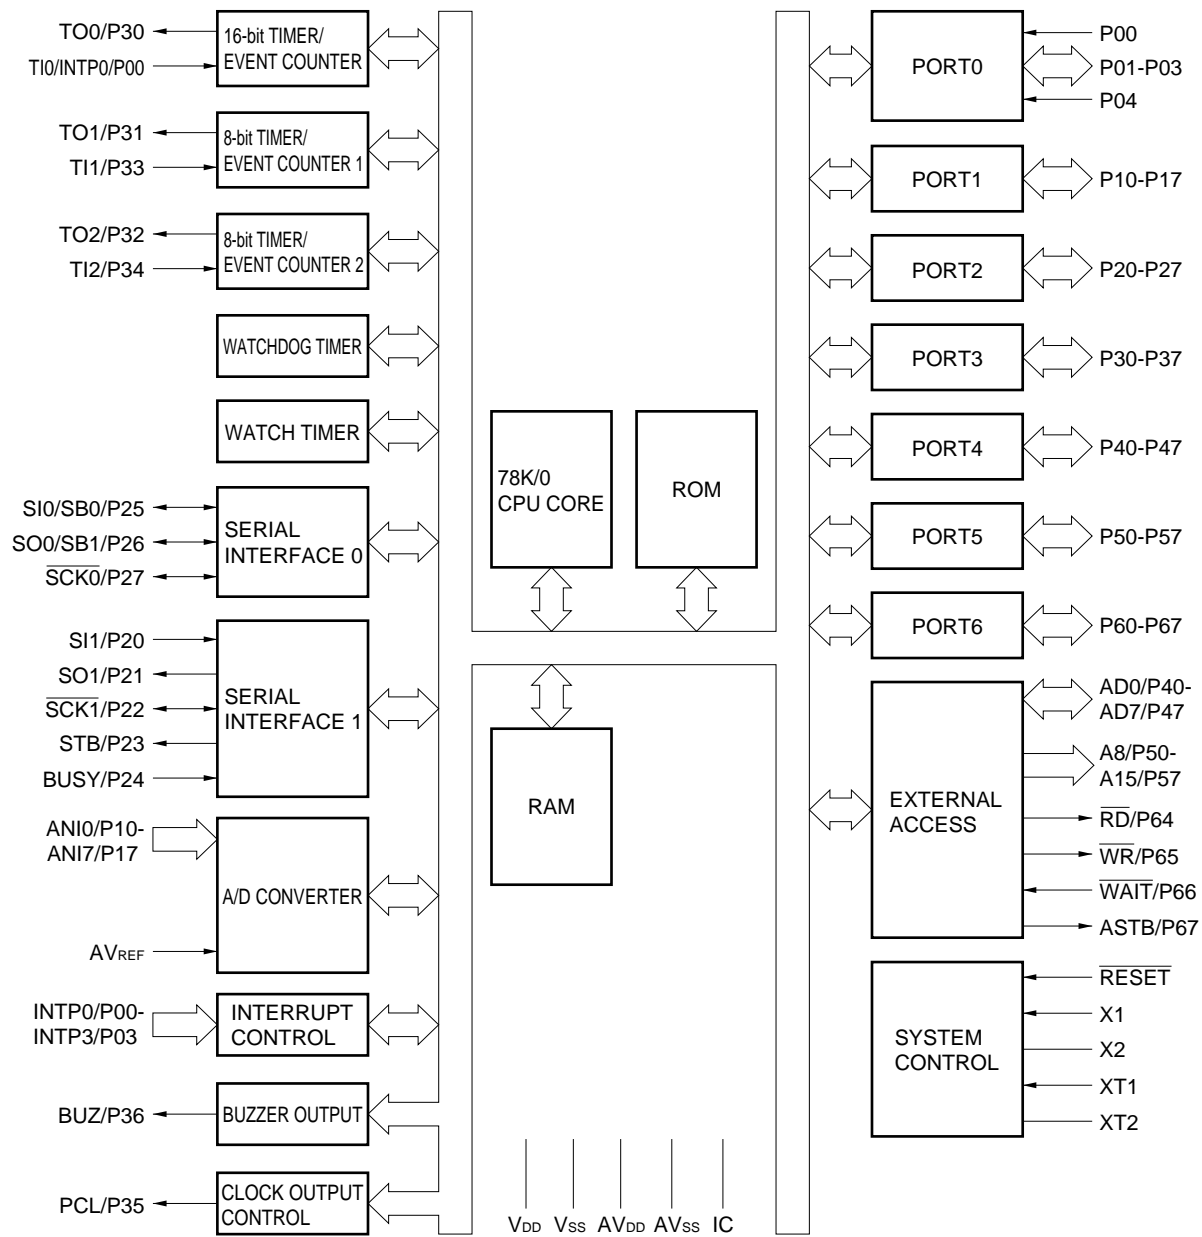 TO0/P30
TI0/INTP0/P00
16-bit TIMER/
EVENT COUNTER
TO1/P31
TI1/P33
8-bit TIMER/
EVENT COUNTER 1
TO2/P32
TI2/P34
8-bit TIMER/
EVENT COUNTER 2
WATCHDOG TIMER
WATCH TIMER
SI0/SB0/P25
SO0/SB1/P26
S̅C̅K̅0̅/P27
SERIAL
INTERFACE 0
SI1/P20
SO1/P21
S̅C̅K̅1̅/P22
STB/P23
BUSY/P24
SERIAL
INTERFACE 1
ANI0/P10-
ANI7/P17
AVREF
A/D CONVERTER
INTP0/P00-
INTP3/P03
INTERRUPT
CONTROL
BUZ/P36
BUZZER OUTPUT
PCL/P35
CLOCK OUTPUT
CONTROL
78K/0
CPU CORE
ROM
RAM
VDD VSS AVDD AVSS IC
PORT0
P00
P01-P03
P04
PORT1
P10-P17
PORT2
P20-P27
PORT3
P30-P37
PORT4
P40-P47
PORT5
P50-P57
PORT6
P60-P67
EXTERNAL
ACCESS
AD0/P40-
AD7/P47
A8/P50-
A15/P57
R̅D̅/P64
W̅R̅/P65
W̅A̅I̅T̅/P66
ASTB/P67
SYSTEM
CONTROL
R̅E̅S̅E̅T̅
X1
X2
XT1
XT2